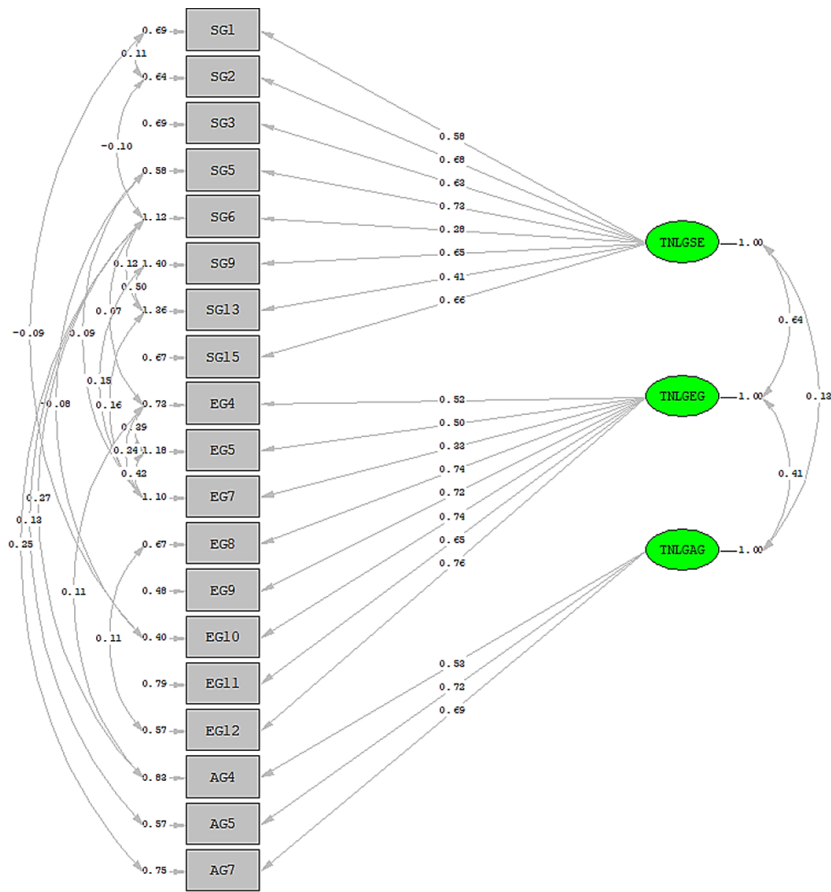 0.69 SG1
0.11
0.64 SG2
0.69 SG3
-0.10
0.58 SG5
1.12 SG6
0.12 1.40 SG9
0.50
0.07 1.36 SG13
-0.09 0.09
0.67 SG15
0.15
-0.08 0.16 0.73 EG4
0.39
0.24 1.18 EG5
0.42
0.27 1.10 EG7
0.13
0.25 0.67 EG8
0.11 0.48 EG9
0.11 0.40 EG10
0.79 EG11
0.57 EG12
0.83 AG4
0.57 AG5
0.75 AG7
0.58
0.68
0.63
0.73
0.28
0.65
0.41
0.66
0.52
0.50
0.33
0.74
0.72
0.74
0.65
0.76
0.53
0.72
0.69
TNLGSE 1.00
0.64
TNLGEG 1.00
0.13
0.41
TNLGAG 1.00